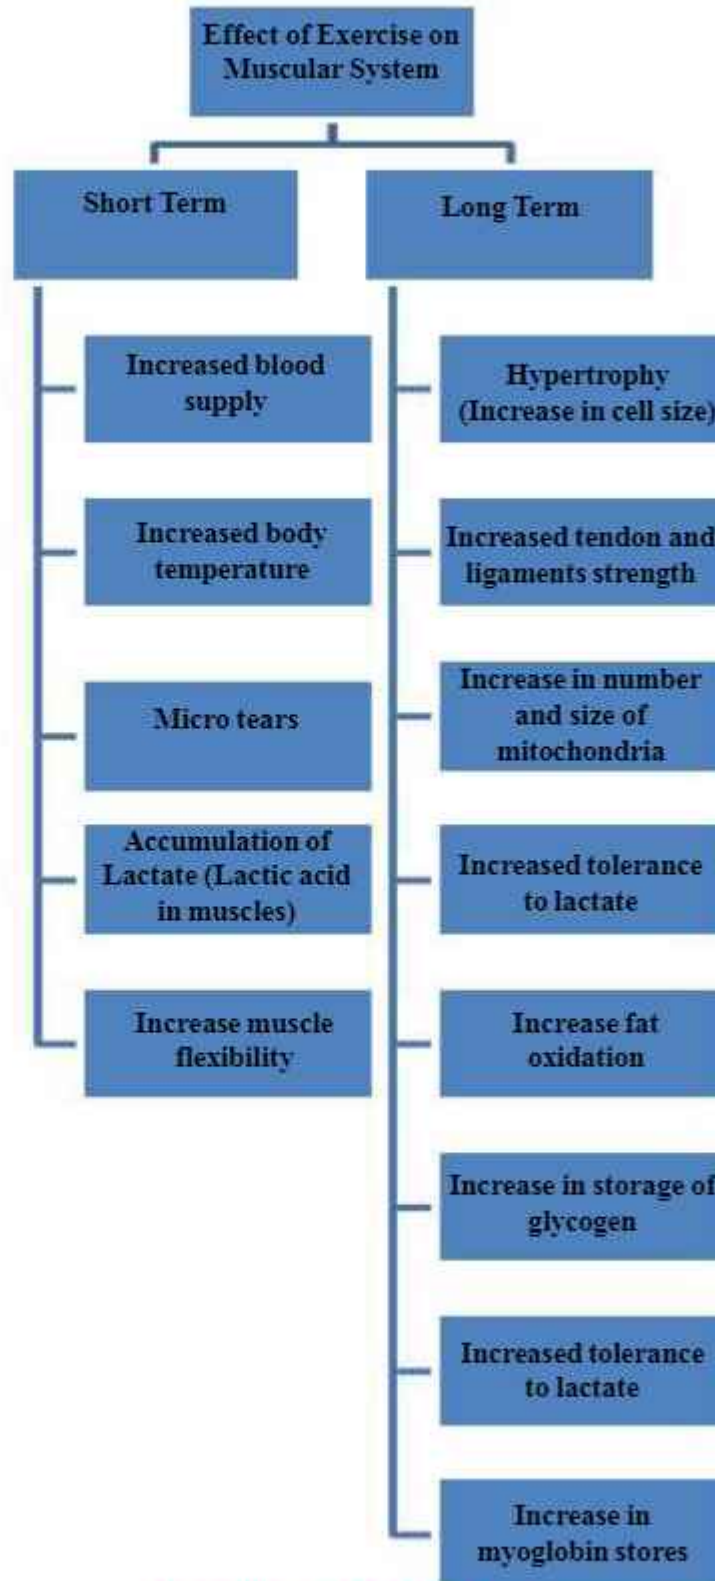 Effect of Exercise on
Muscular System
Short Term
Long Term
Increased blood
supply
Increased body
temperature
Micro tears
Accumulation of
Lactate (Lactic acid
in muscles)
Increase muscle
flexibility
Hypertrophy
(Increase in cell size)
Increased tendon and
ligaments strength
Increase in number
and size of
mitochondria
Increased tolerance
to lactate
Increase fat
oxidation
Increase in storage of
glycogen
Increased tolerance
to lactate
Increase in
myoglobin stores